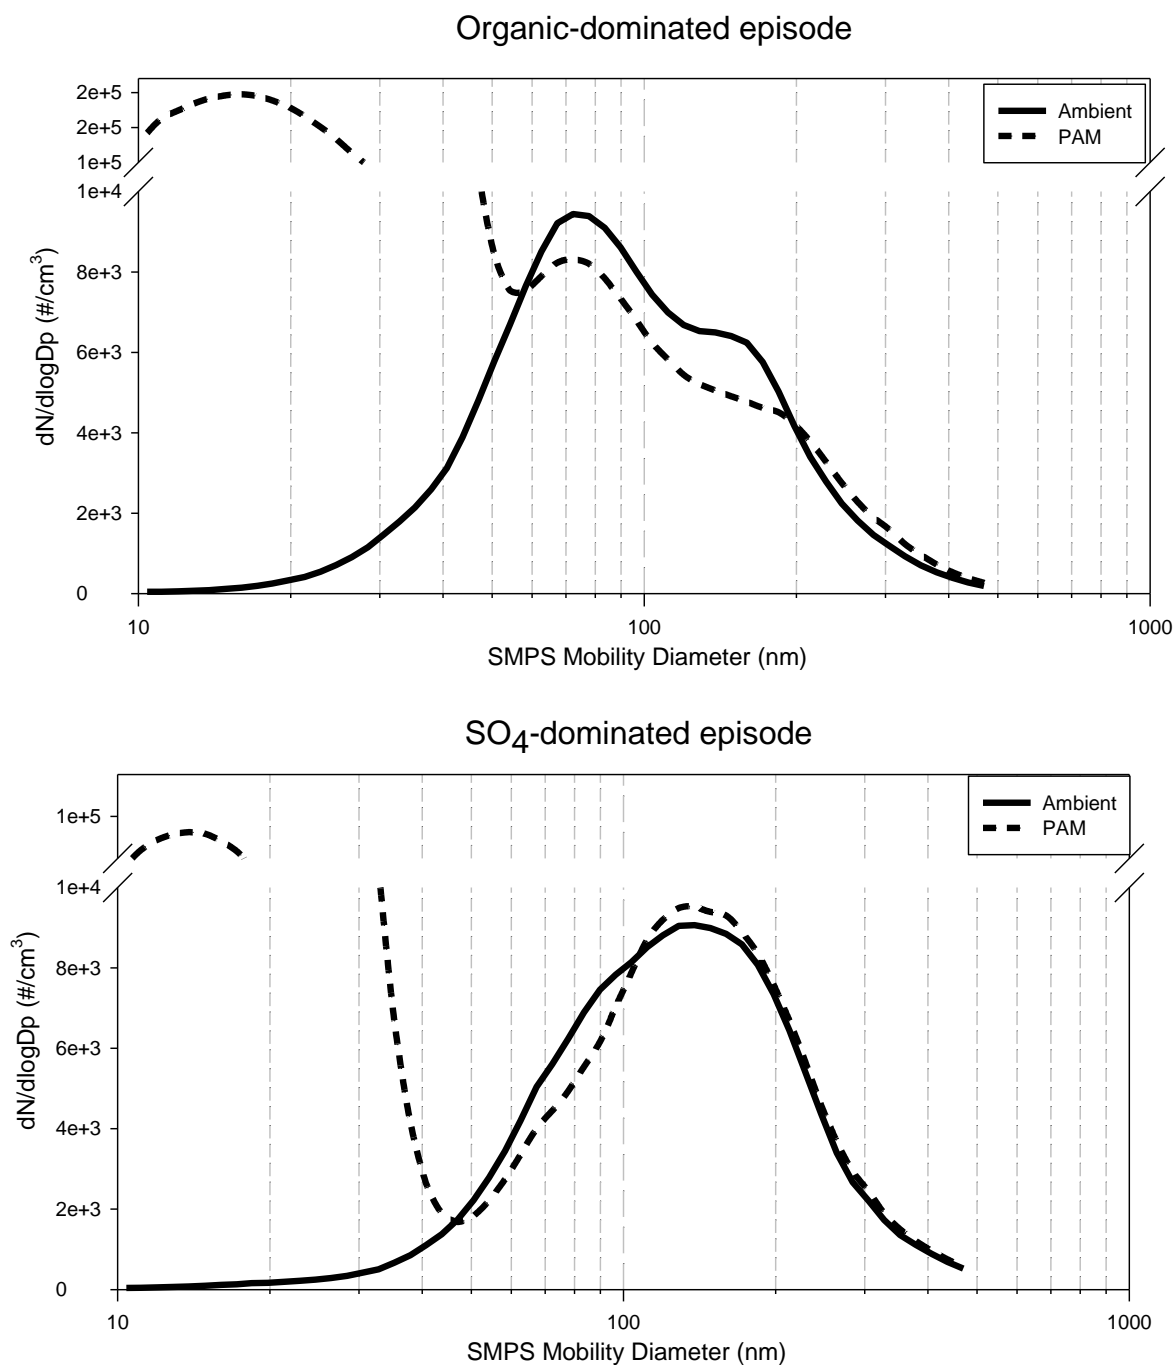 Organic-dominated episode
2e+5
2e+5
1e+5
1e+4
8e+3
6e+3
4e+3
2e+3
0
dN/dlogDp (#/cm3)
Ambient
PAM
10
100
1000
SMPS Mobility Diameter (nm)
SO4-dominated episode
1e+5
1e+4
8e+3
6e+3
4e+3
2e+3
0
dN/dlogDp (#/cm3)
Ambient
PAM
10
100
1000
SMPS Mobility Diameter (nm)